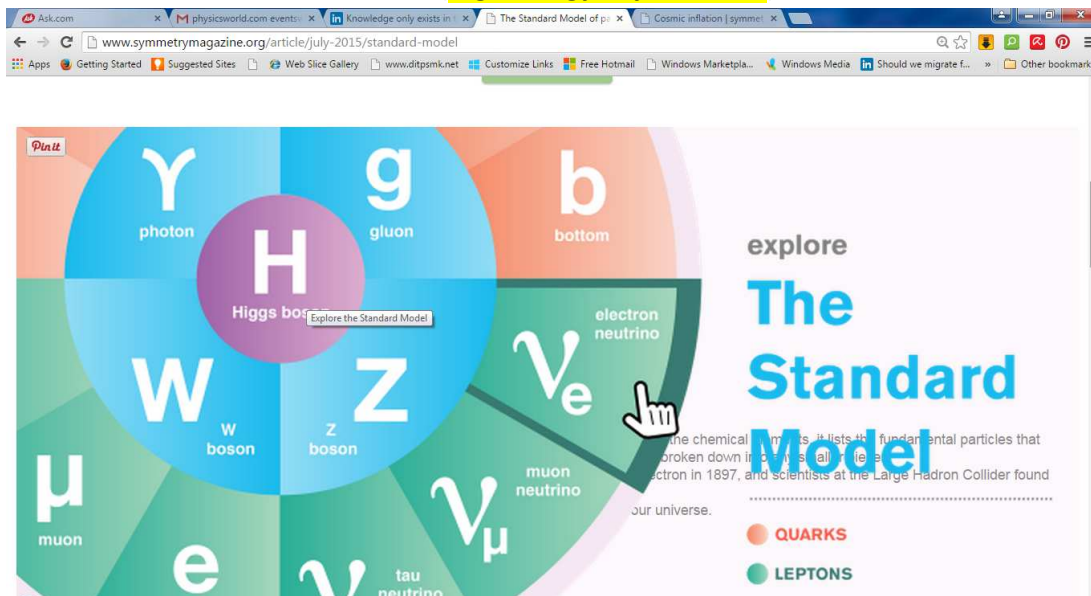 Ask.com
physicsworld.com events
Knowledge only exists in t
The Standard Model of pa
Cosmic inflation | symmet
www.symmetrymagazine.org/article/july-2015/standard-model
Apps
Getting Started
Suggested Sites
Web Slice Gallery
www.ditpsmk.net
Customize Links
Free Hotmail
Windows Marketpla...
Windows Media
Should we migrate f...
»
Other bookmark
Pin it
γ
photon
g
gluon
b
bottom
H
Higgs
Explore the Standard Model
electron
neutrino
νe
W
W
boson
Z
Z
boson
μ
muon
e
muon
neutrino
νμ
ν
tau
neutrino
explore
The
Standard
Model
the chemical it lists the fundamental particles that
broken down
in 1897, and scientists at the Large Hadron Collider found
our universe.
QUARKS
LEPTONS